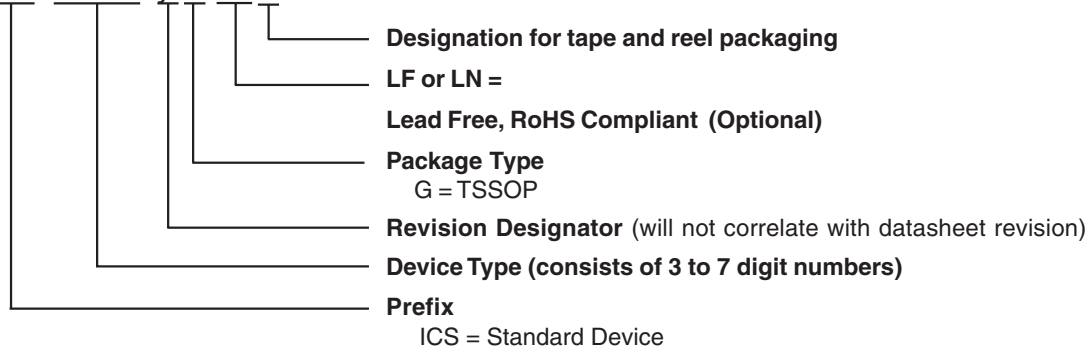 Designation for tape and reel packaging
LF or LN =
Lead Free, RoHS Compliant (Optional)
Package Type
G = TSSOP
Revision Designator (will not correlate with datasheet revision)
Device Type (consists of 3 to 7 digit numbers)
Prefix
ICS = Standard Device